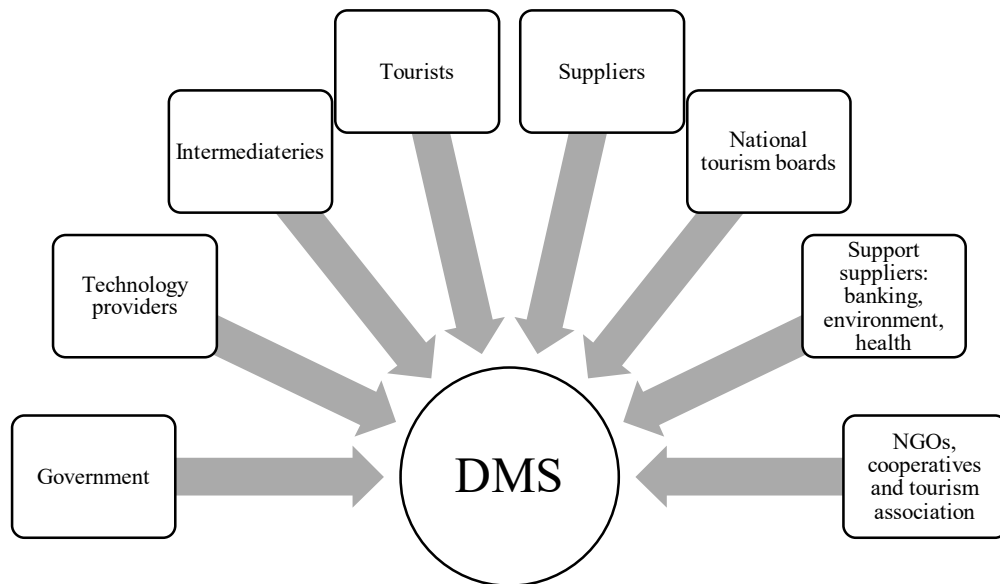 Tourists
Suppliers
Intermediateries
National
tourism boards
Technology
providers
Support
suppliers:
banking,
environment,
health
Government
DMS
NGOs,
cooperatives
and tourism
association